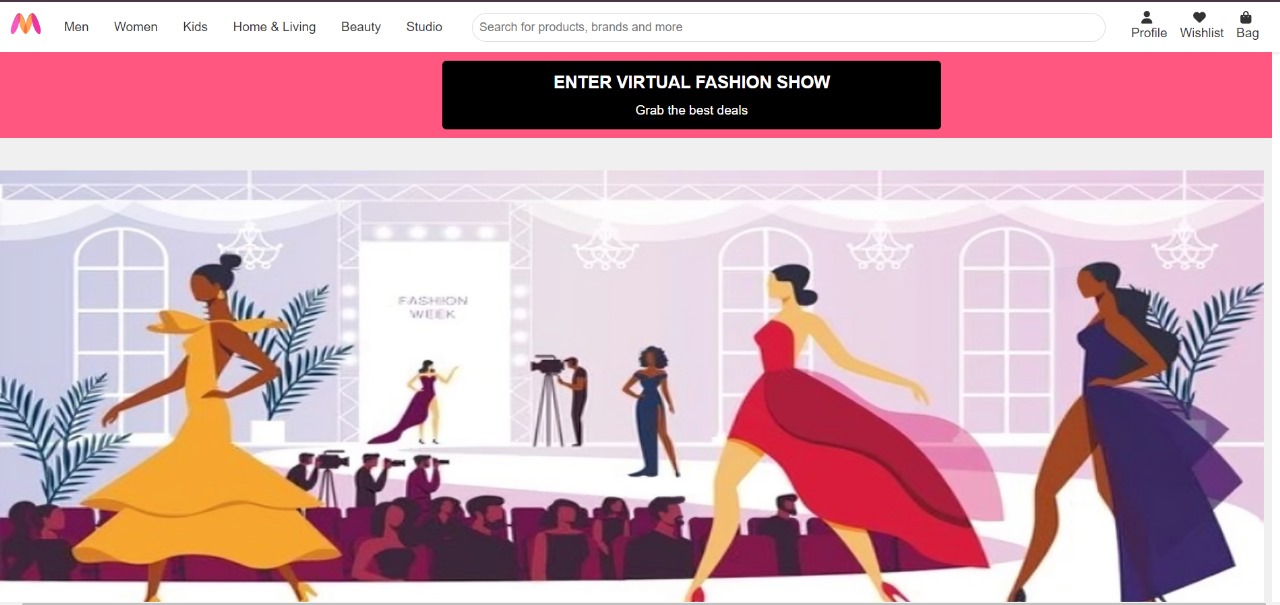 Men Women Kids Home & Living Beauty Studio Search for products, brands and more Profile Wishlist Bag
ENTER VIRTUAL FASHION SHOW
Grab the best deals
FASHION
WEEK